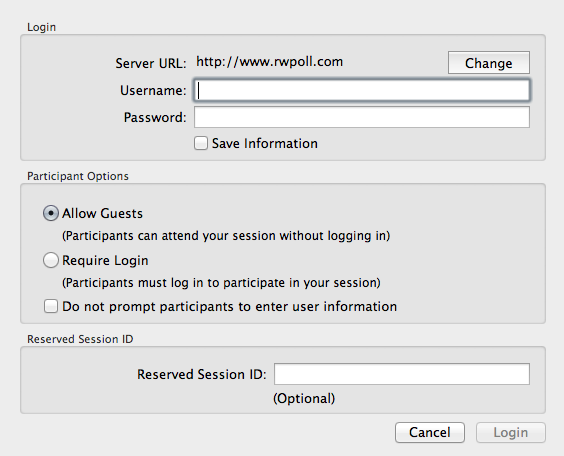 Login
Server URL: http://www.rwpoll.com Change
Username:
Password:
Save Information
Participant Options
Allow Guests
(Participants can attend your session without logging in)
Require Login
(Participants must log in to participate in your session)
Do not prompt participants to enter user information
Reserved Session ID
Reserved Session ID:
(Optional)
Cancel Login